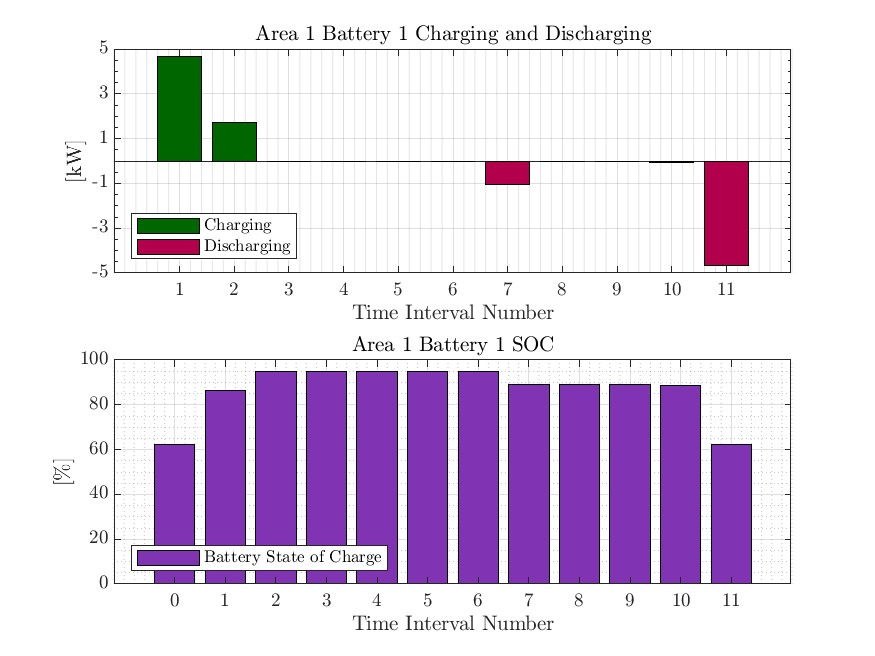 Area 1 Battery 1 Charging and Discharging
5
3
1
-1
-3
-5
[kW]
Charging
Discharging
1 2 3 4 5 6 7 8 9 10 11
Time Interval Number
Area 1 Battery 1 SOC
100
80
60
40
20
0
[%]
Battery State of Charge
0 1 2 3 4 5 6 7 8 9 10 11
Time Interval Number